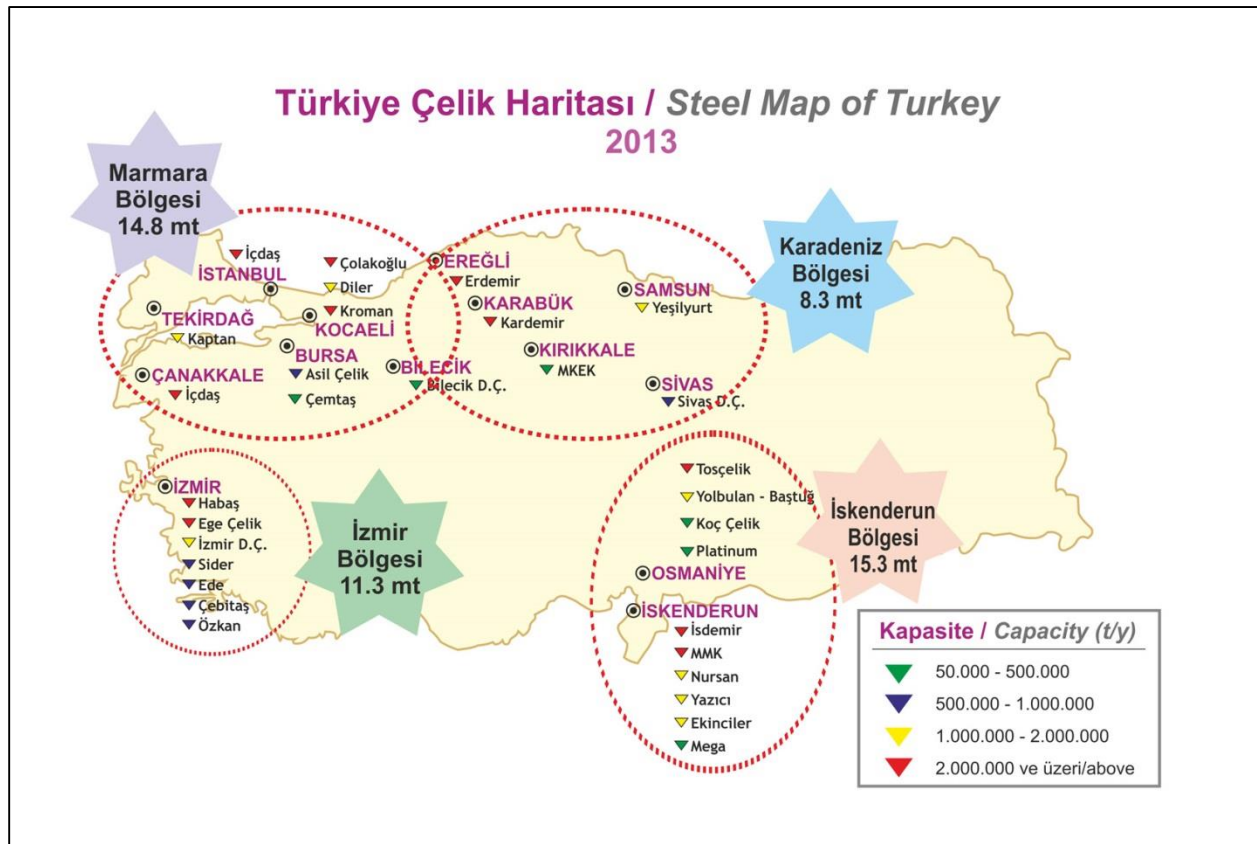 Türkiye Çelik Haritası / Steel Map of Turkey
2013
Marmara
Bölgesi
14.8 mt
Karadeniz
Bölgesi
8.3 mt
İçdaş
İSTANBUL
Çolakoğlu
Diler
Kroman
KOCAELİ
TEKİRDAĞ
Kaptan
BURSA
Asil Çelik
Çemtaş
ÇANAKKALE
İçdaş
BİLECİK
Bilecik D.Ç.
EREĞLİ
Erdemir
KARABÜK
Kardemir
SAMSUN
Yeşilyurt
KIRIKKALE
MKEK
SİVAS
Sivas D.Ç.
İZMİR
Habaş
Ege Çelik
İzmir D.Ç.
Sider
Ede
Çebitaş
Özkan
İzmir
Bölgesi
11.3 mt
Tosçelik
Yolbulan - Baştuğ
Koç Çelik
Platinum
OSMANİYE
İSKENDERUN
İsdemir
MMK
Nursan
Yazıcı
Ekinciler
Mega
İskenderun
Bölgesi
15.3 mt
Kapasite / Capacity (t/y)
50.000 - 500.000
500.000 - 1.000.000
1.000.000 - 2.000.000
2.000.000 ve üzeri/above